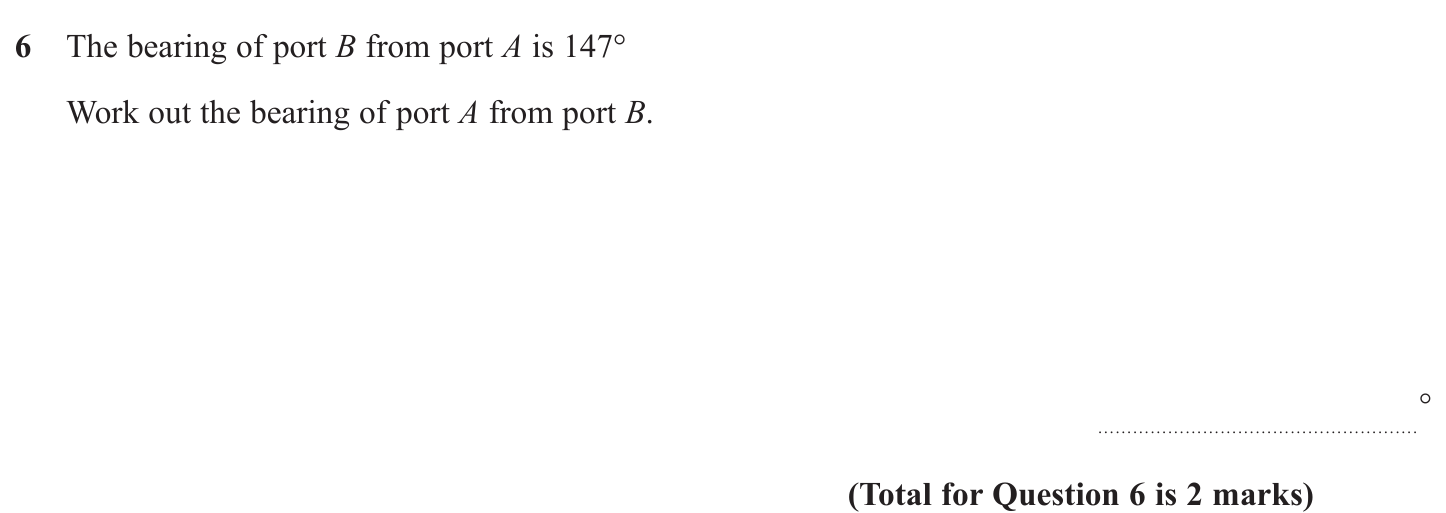 6 The bearing of port B from port A is 147°
Work out the bearing of port A from port B.
°
(Total for Question 6 is 2 marks)